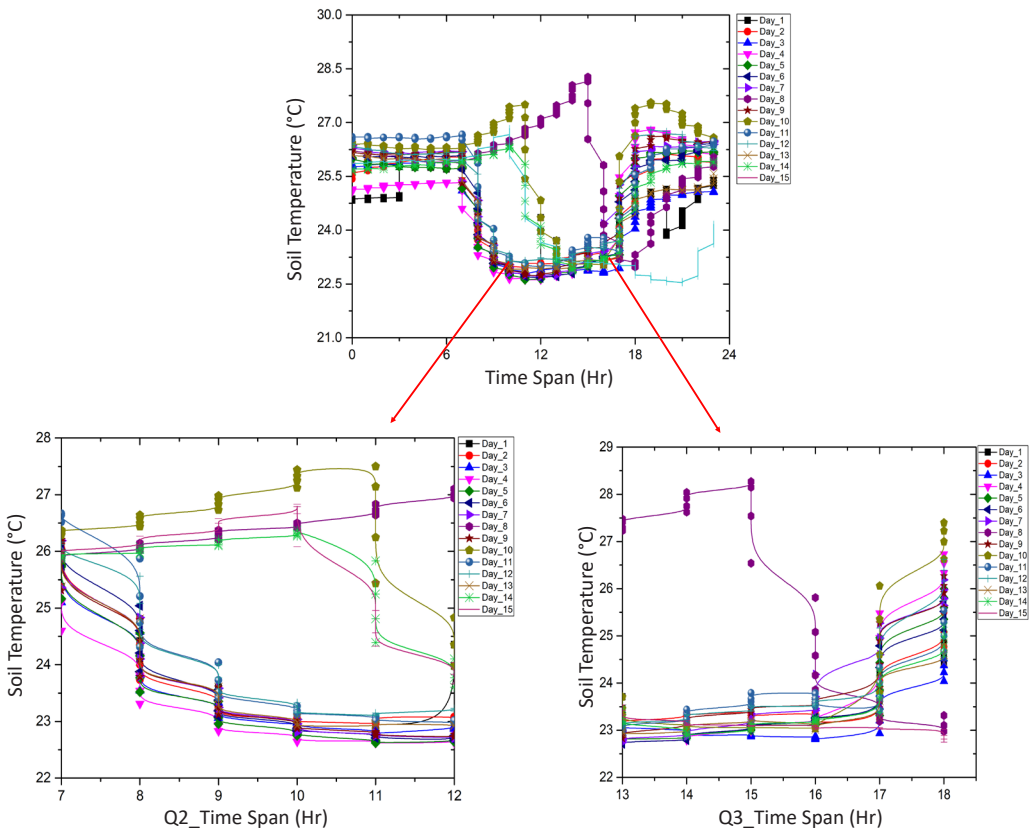 30.0
28.5
27.0
25.5
24.0
22.5
21.0
Soil Temperature (°C)
0
6
12
18
24
Time Span (Hr)
Day_1
Day_2
Day_3
Day_4
Day_5
Day_6
Day_7
Day_8
Day_9
Day_10
Day_11
Day_12
Day_13
Day_14
Day_15
28
27
26
25
24
23
22
Soil Temperature (°C)
7
8
9
10
11
12
Q2_Time Span (Hr)
Day_1
Day_2
Day_3
Day_4
Day_5
Day_6
Day_7
Day_8
Day_9
Day_10
Day_11
Day_12
Day_13
Day_14
Day_15
29
28
27
26
25
24
23
22
Soil Temperature (°C)
13
14
15
16
17
18
Q3_Time Span (Hr)
Day_1
Day_2
Day_3
Day_4
Day_5
Day_6
Day_7
Day_8
Day_9
Day_10
Day_11
Day_12
Day_13
Day_14
Day_15